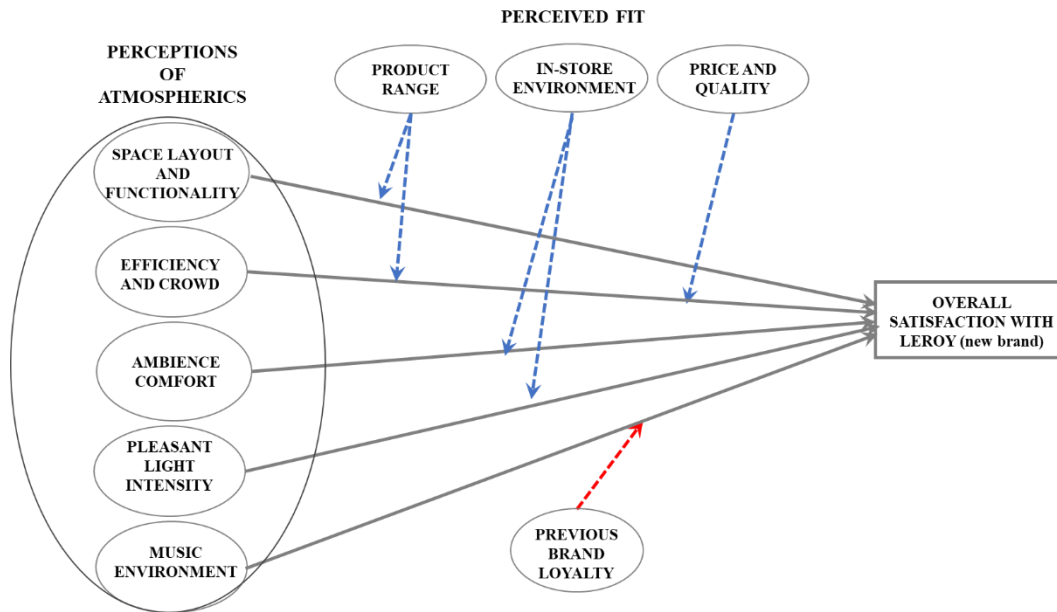 PERCEIVED FIT
PERCEPTIONS
OF
ATMOSPHERICS
PRODUCT
RANGE
IN-STORE
ENVIRONMENT
PRICE AND
QUALITY
SPACE LAYOUT
AND
FUNCTIONALITY
EFFICIENCY
AND CROWD
AMBIENCE
COMFORT
PLEASANT
LIGHT
INTENSITY
MUSIC
ENVIRONMENT
OVERALL
SATISFACTION WITH
LEROY (new brand)
PREVIOUS
BRAND
LOYALTY